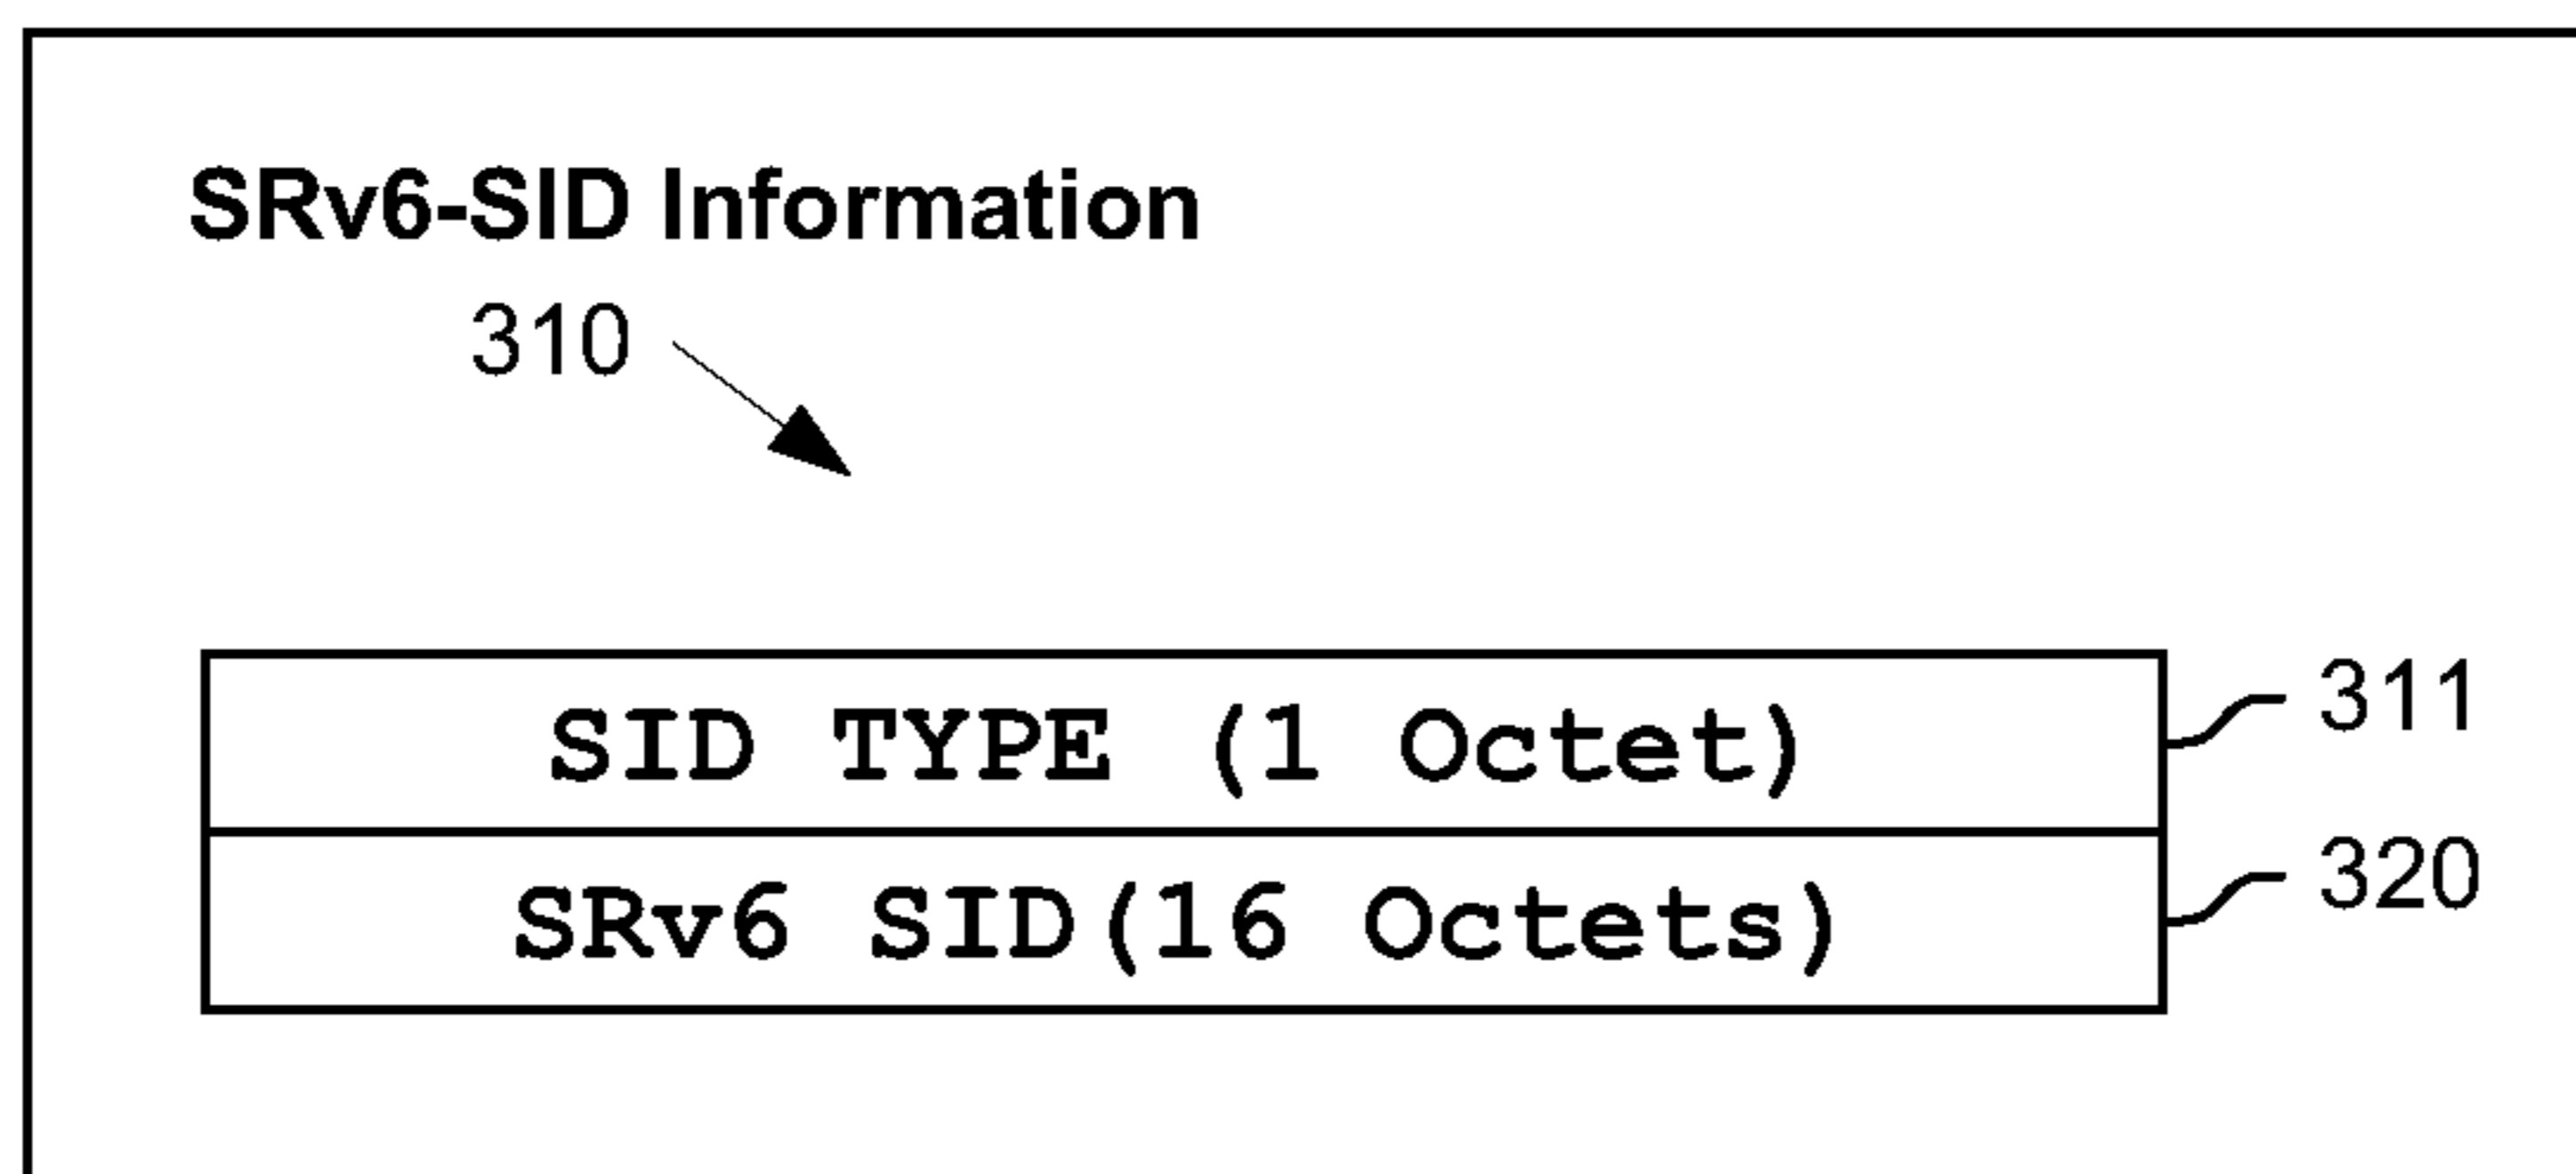 SRv6-SID Information
310
SID TYPE (1 Octet)
311
SRv6 SID(16 Octets)
320